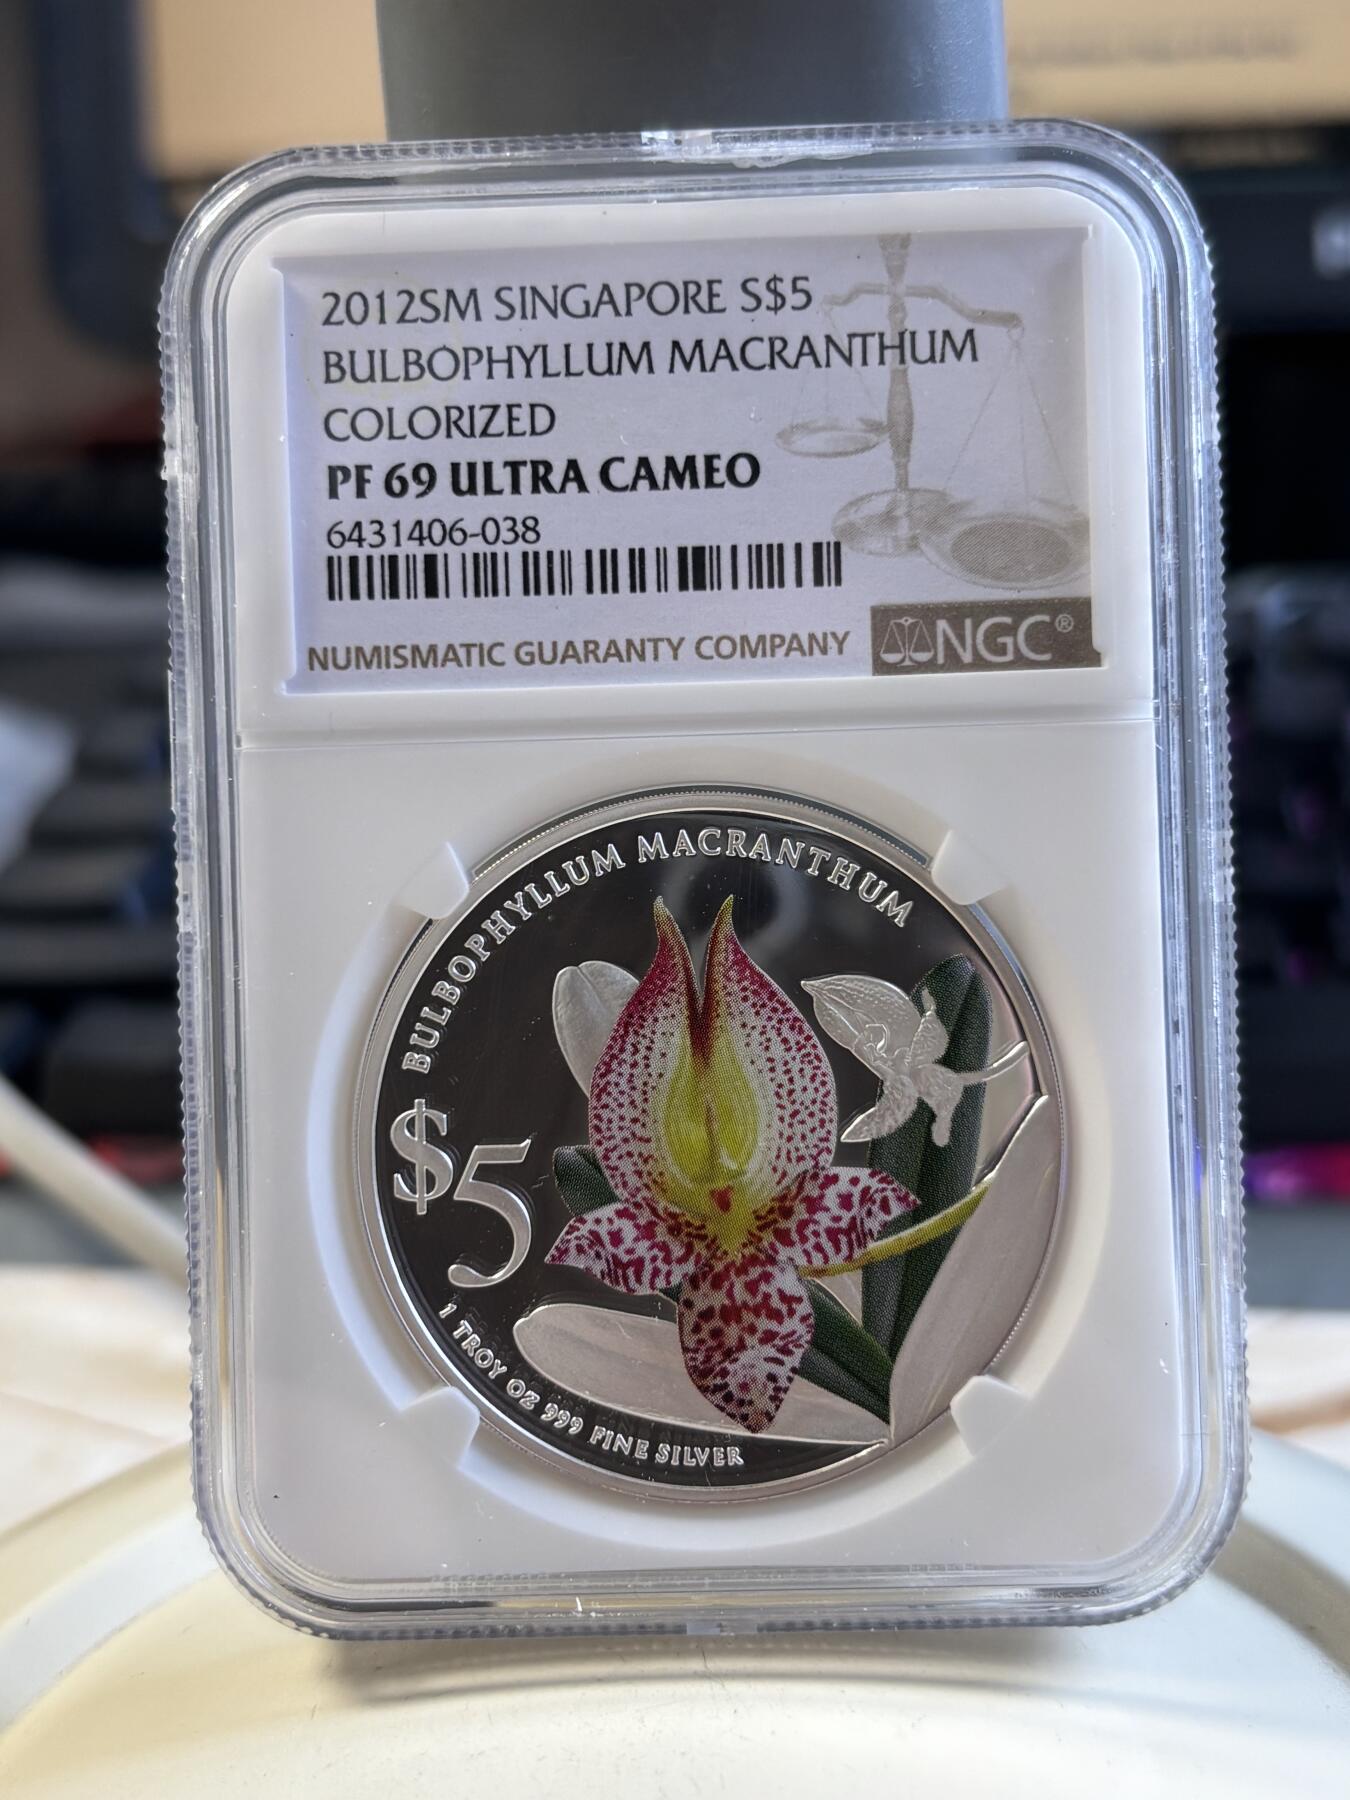 2012SM SINGAPORE S$5
BULBOPHYLLUM MACRANTHUM
COLORIZED
PF 69 ULTRA CAMEO
6431406-038
NUMISMATIC GUARANTY COMPANY
NGC®
BULBOPHYLLUM MACRANTHUM
$5
1 TROY OZ 999 FINE SILVER